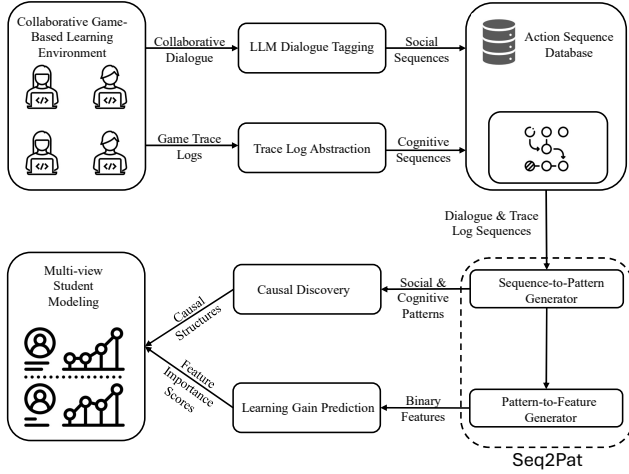 Collaborative Game-
Based Learning
Environment
Collaborative
Dialogue
LLM Dialogue Tagging
Social
Sequences
Action Sequence
Database
Game Trace
Logs
Trace Log Abstraction
Cognitive
Sequences
Dialogue & Trace
Log Sequences
Multi-view
Student
Modeling
Causal
Structures
Causal Discovery
Social &
Cognitive
Patterns
Sequence-to-Pattern
Generator
Feature
Importance
Scores
Learning Gain Prediction
Binary
Features
Pattern-to-Feature
Generator
Seq2Pat